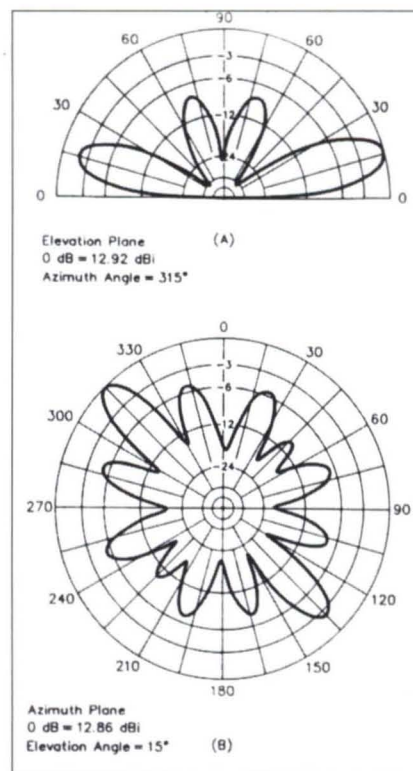 90
60 60
-3
-6
30 -12 30
-24
0 0
Elevation Plane (A)
0 dB = 12.92 dBi
Azimuth Angle = 315°
0
330 30
-3
-6
300 -12 60
-24
270 90
240 120
210 150
180
Azimuth Plane
0 dB = 12.86 dBi
Elevation Angle = 15° (B)